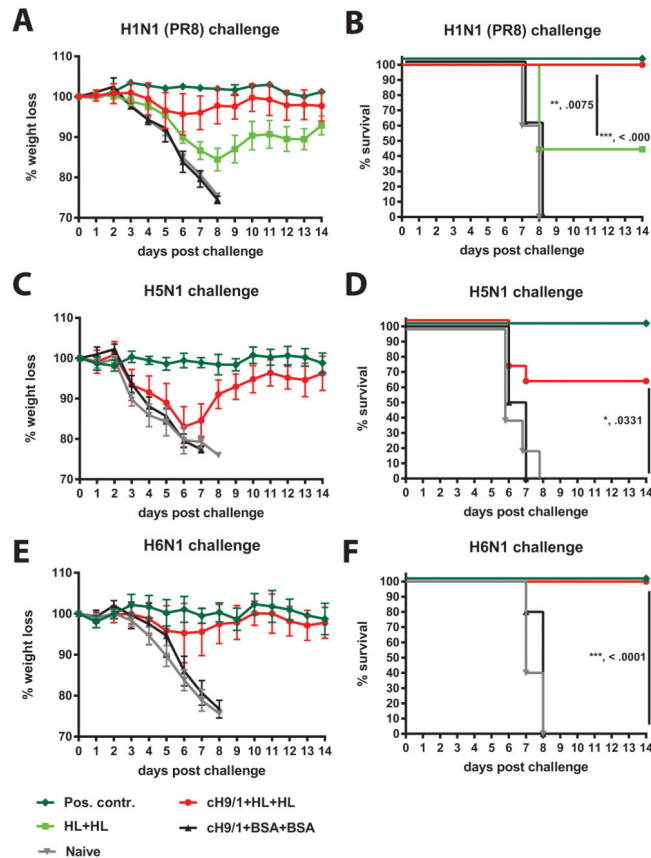 A
H1N1 (PR8) challenge
% weight loss
110
100
90
80
70
0 1 2 3 4 5 6 7 8 9 10 11 12 13 14
days post challenge
B
H1N1 (PR8) challenge
% survival
100
90
80
70
60
50
40
30
20
10
0
**, .0075
***, < .000
0 1 2 3 4 5 6 7 8 9 10 11 12 13 14
days post challenge
C
H5N1 challenge
% weight loss
110
100
90
80
70
0 1 2 3 4 5 6 7 8 9 10 11 12 13 14
days post challenge
D
H5N1 challenge
% survival
100
90
80
70
60
50
40
30
20
10
0
*, .0331
0 1 2 3 4 5 6 7 8 9 10 11 12 13 14
days post challenge
E
H6N1 challenge
% weight loss
110
100
90
80
70
0 1 2 3 4 5 6 7 8 9 10 11 12 13 14
days post challenge
F
H6N1 challenge
% survival
100
90
80
70
60
50
40
30
20
10
0
***, < .0001
0 1 2 3 4 5 6 7 8 9 10 11 12 13 14
days post challenge
Pos. contr.
cH9/1+HL+HL
HL+HL
cH9/1+BSA+BSA
Naive